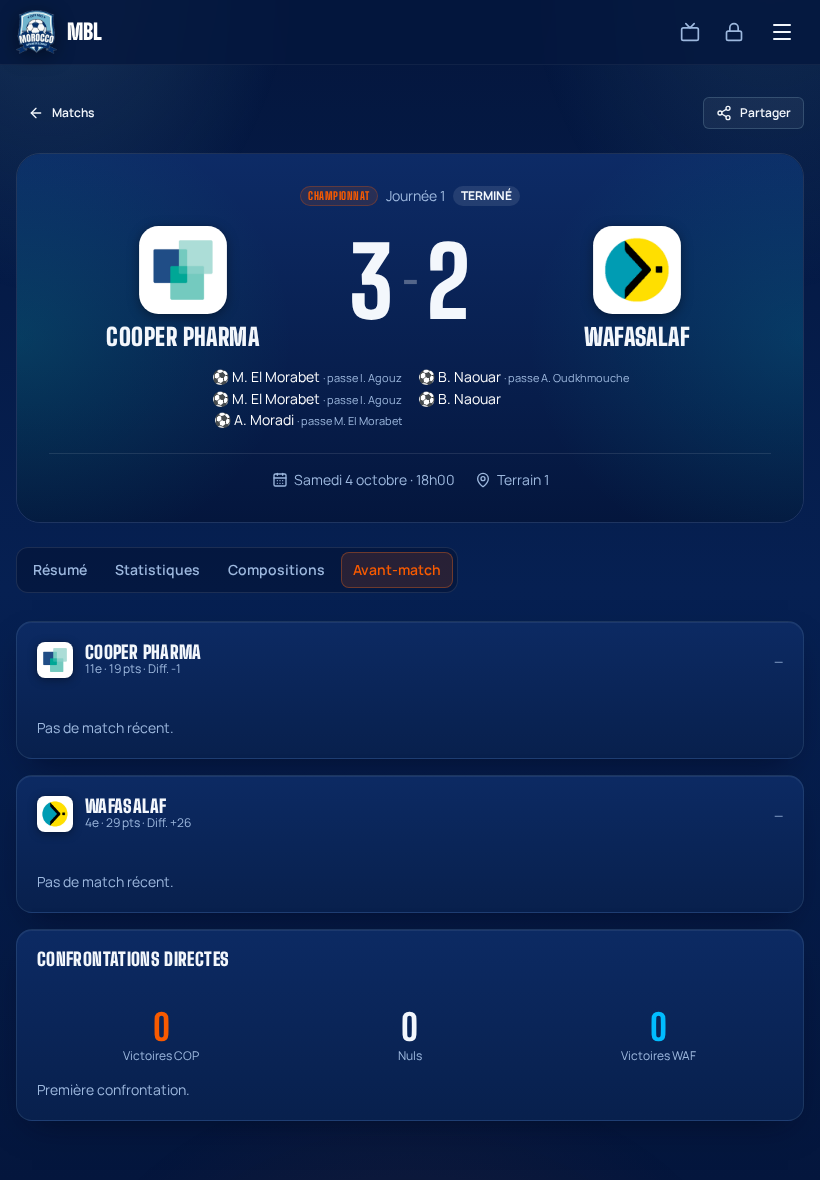 MOROCCO
MBL
Matchs
Partager
CHAMPIONNAT Journée 1 TERMINÉ
3 - 2
COOPER PHARMA
WAFASALAF
M. El Morabet · passe I. Agouz
M. El Morabet · passe I. Agouz
A. Moradi · passe M. El Morabet
B. Naouar · passe A. Oudkhmouche
B. Naouar
Samedi 4 octobre · 18h00
Terrain 1
Résumé Statistiques Compositions Avant-match
COOPER PHARMA
11e · 19 pts · Diff. -1
–
Pas de match récent.
WAFASALAF
4e · 29 pts · Diff. +26
–
Pas de match récent.
CONFRONTATIONS DIRECTES
0 0 0
Victoires COP Nuls Victoires WAF
Première confrontation.